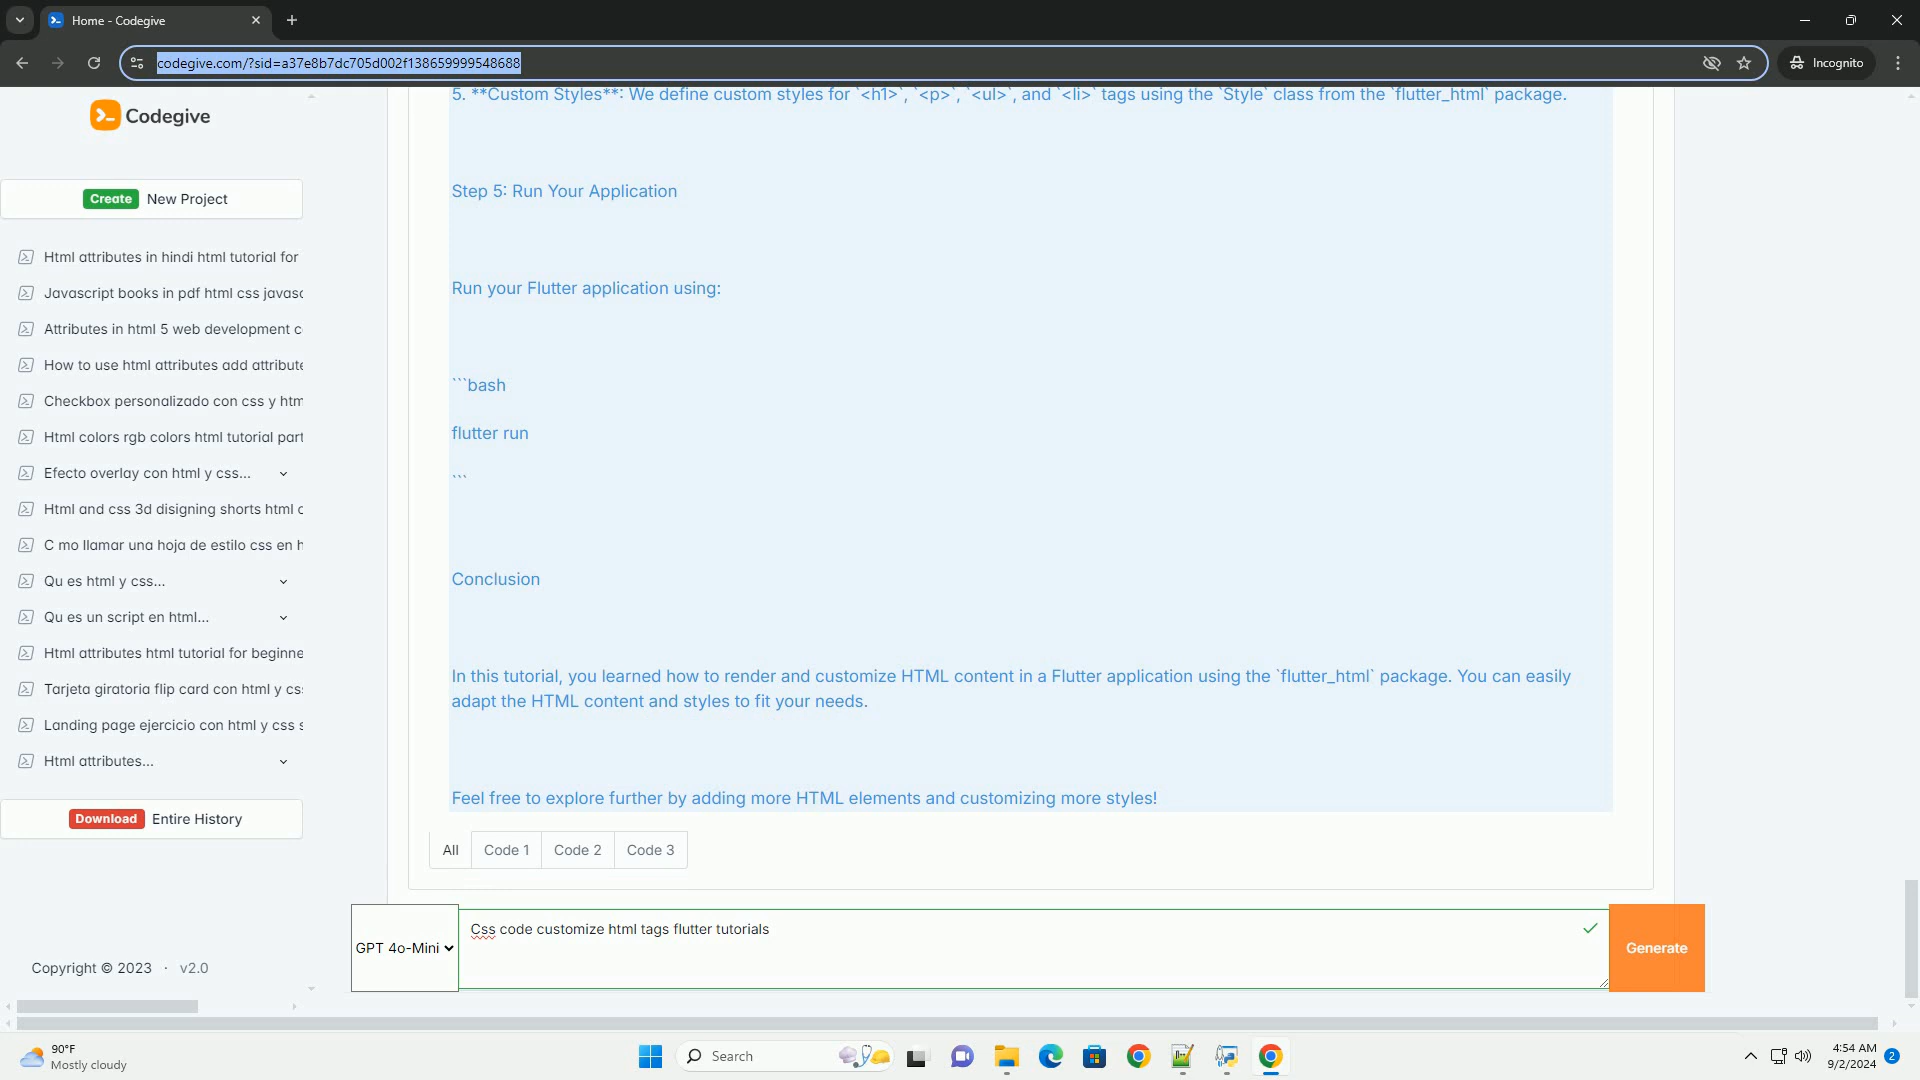 Home - Codegive
codegive.com/?sid=a37e8b7dc705d002f138659999548688
Incognito
Codegive
Create New Project
Html attributes in hindi html tutorial for
Javascript books in pdf html css javasc
Attributes in html 5 web development c
How to use html attributes add attribute
Checkbox personalizado con css y htm
Html colors rgb colors html tutorial part
Efecto overlay con html y css...
Html and css 3d disigning shorts html c
C mo llamar una hoja de estilo css en h
Qu es html y css...
Qu es un script en html...
Html attributes html tutorial for beginne
Tarjeta giratoria flip card con html y cs
Landing page ejercicio con html y css s
Html attributes...
Download Entire History
Copyright © 2023 · v2.0
5. **Custom Styles**: We define custom styles for `<h1>`, `<p>`, `<ul>`, and `<li>` tags using the `Style` class from the `flutter_html` package.
Step 5: Run Your Application
Run your Flutter application using:
```bash
flutter run
```
Conclusion
In this tutorial, you learned how to render and customize HTML content in a Flutter application using the `flutter_html` package. You can easily
adapt the HTML content and styles to fit your needs.
Feel free to explore further by adding more HTML elements and customizing more styles!
All Code 1 Code 2 Code 3
GPT 4o-Mini
Css code customize html tags flutter tutorials
Generate
90°F
Mostly cloudy
Search
4:54 AM
9/2/2024
2